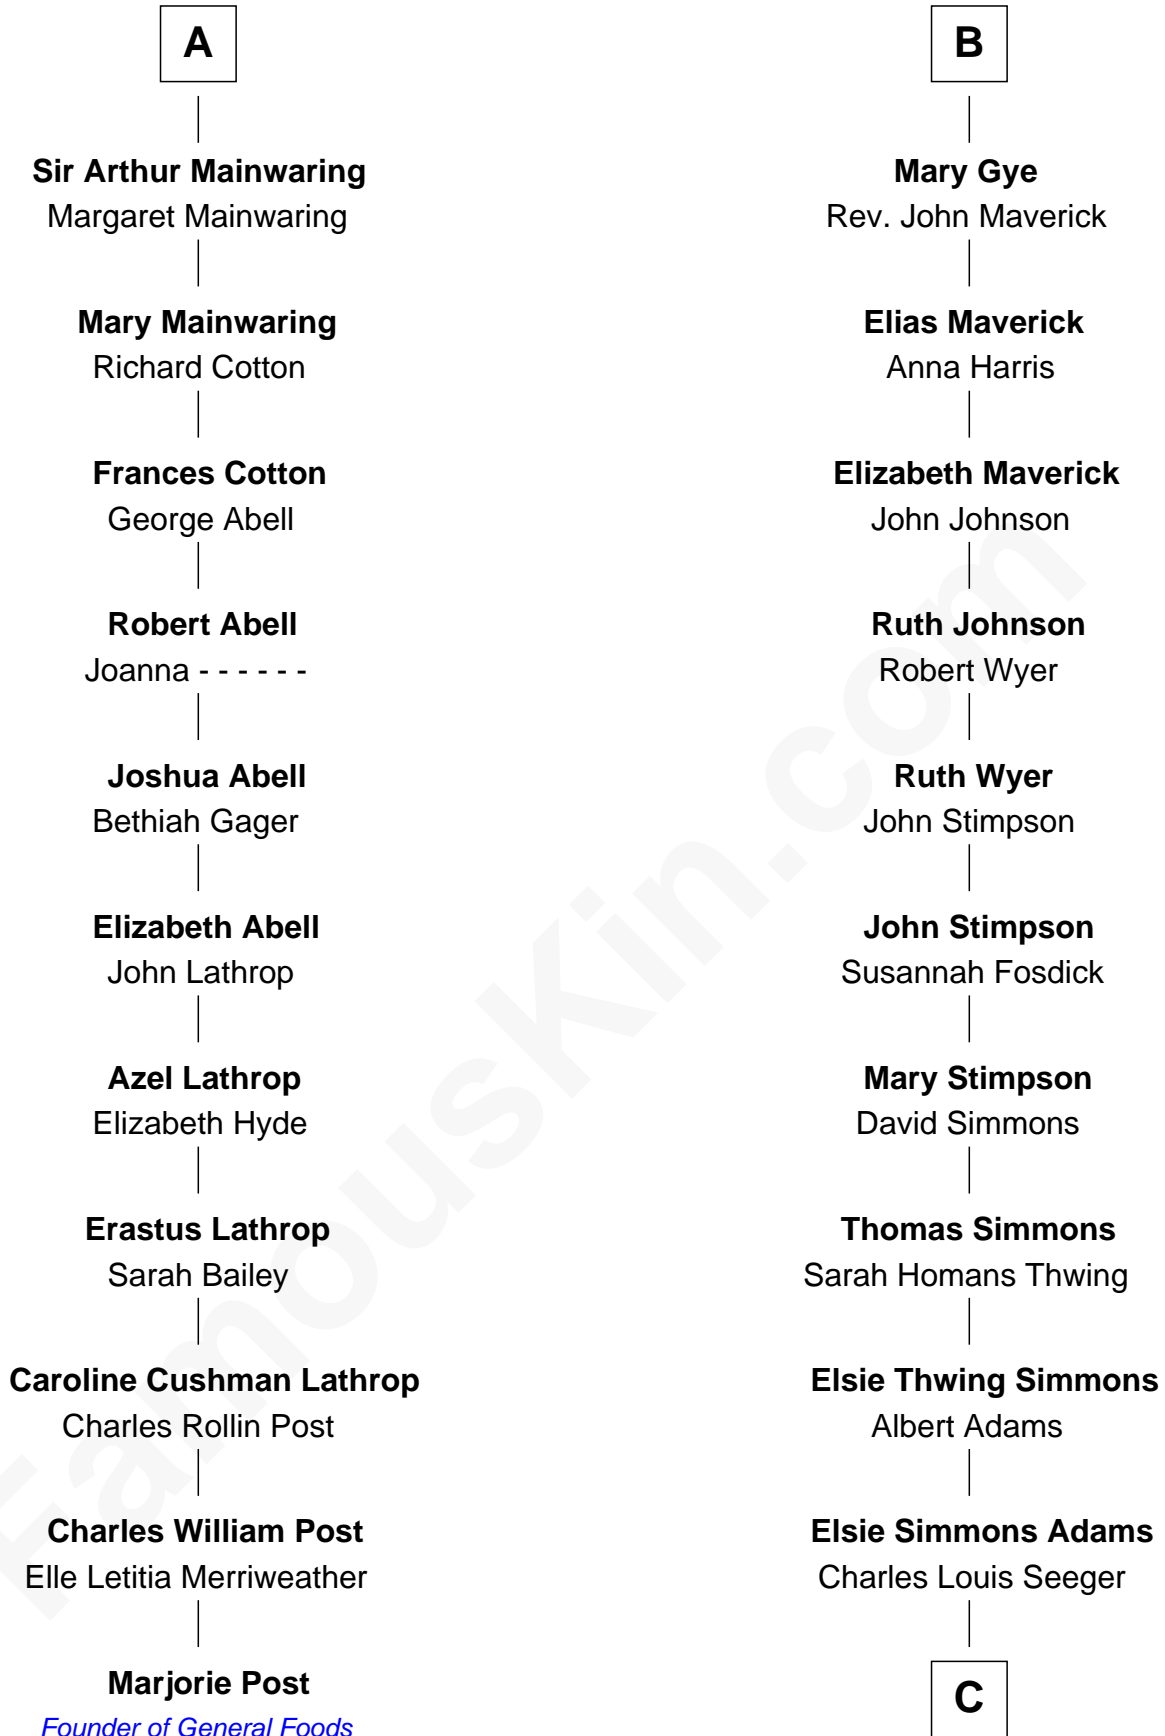 A
Sir Arthur Mainwaring
Margaret Mainwaring
Mary Mainwaring
Richard Cotton
Frances Cotton
George Abell
Robert Abell
Joanna - - - - - -
Joshua Abell
Bethiah Gager
Elizabeth Abell
John Lathrop
Azel Lathrop
Elizabeth Hyde
Erastus Lathrop
Sarah Bailey
Caroline Cushman Lathrop
Charles Rollin Post
Charles William Post
Elle Letitia Merriweather
Marjorie Post
Founder of General Foods
B
Mary Gye
Rev. John Maverick
Elias Maverick
Anna Harris
Elizabeth Maverick
John Johnson
Ruth Johnson
Robert Wyer
Ruth Wyer
John Stimpson
John Stimpson
Susannah Fosdick
Mary Stimpson
David Simmons
Thomas Simmons
Sarah Homans Thwing
Elsie Thwing Simmons
Albert Adams
Elsie Simmons Adams
Charles Louis Seeger
C
FamousKin.com